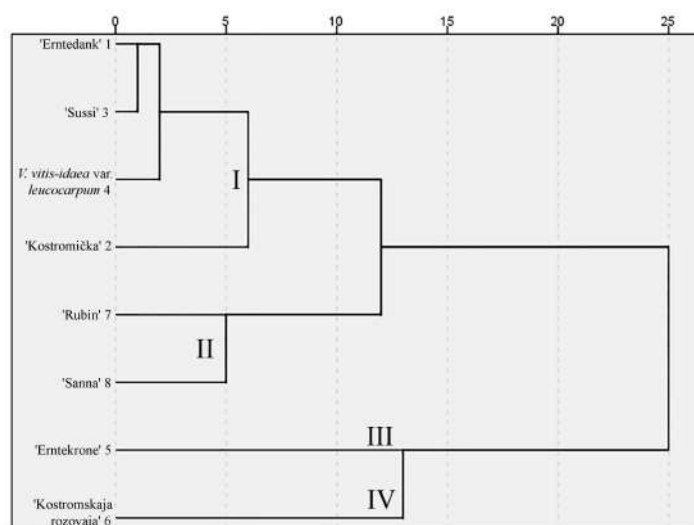 0 5 10 15 20 25
'Erntedank' 1
'Sussi' 3
V. vitis-idaea var.
leucocarpum 4
I
'Kostromička' 2
'Rubin' 7
II
'Sanna' 8
III
'Erntekrone' 5
IV
'Kostromskaja
rozovaja' 6